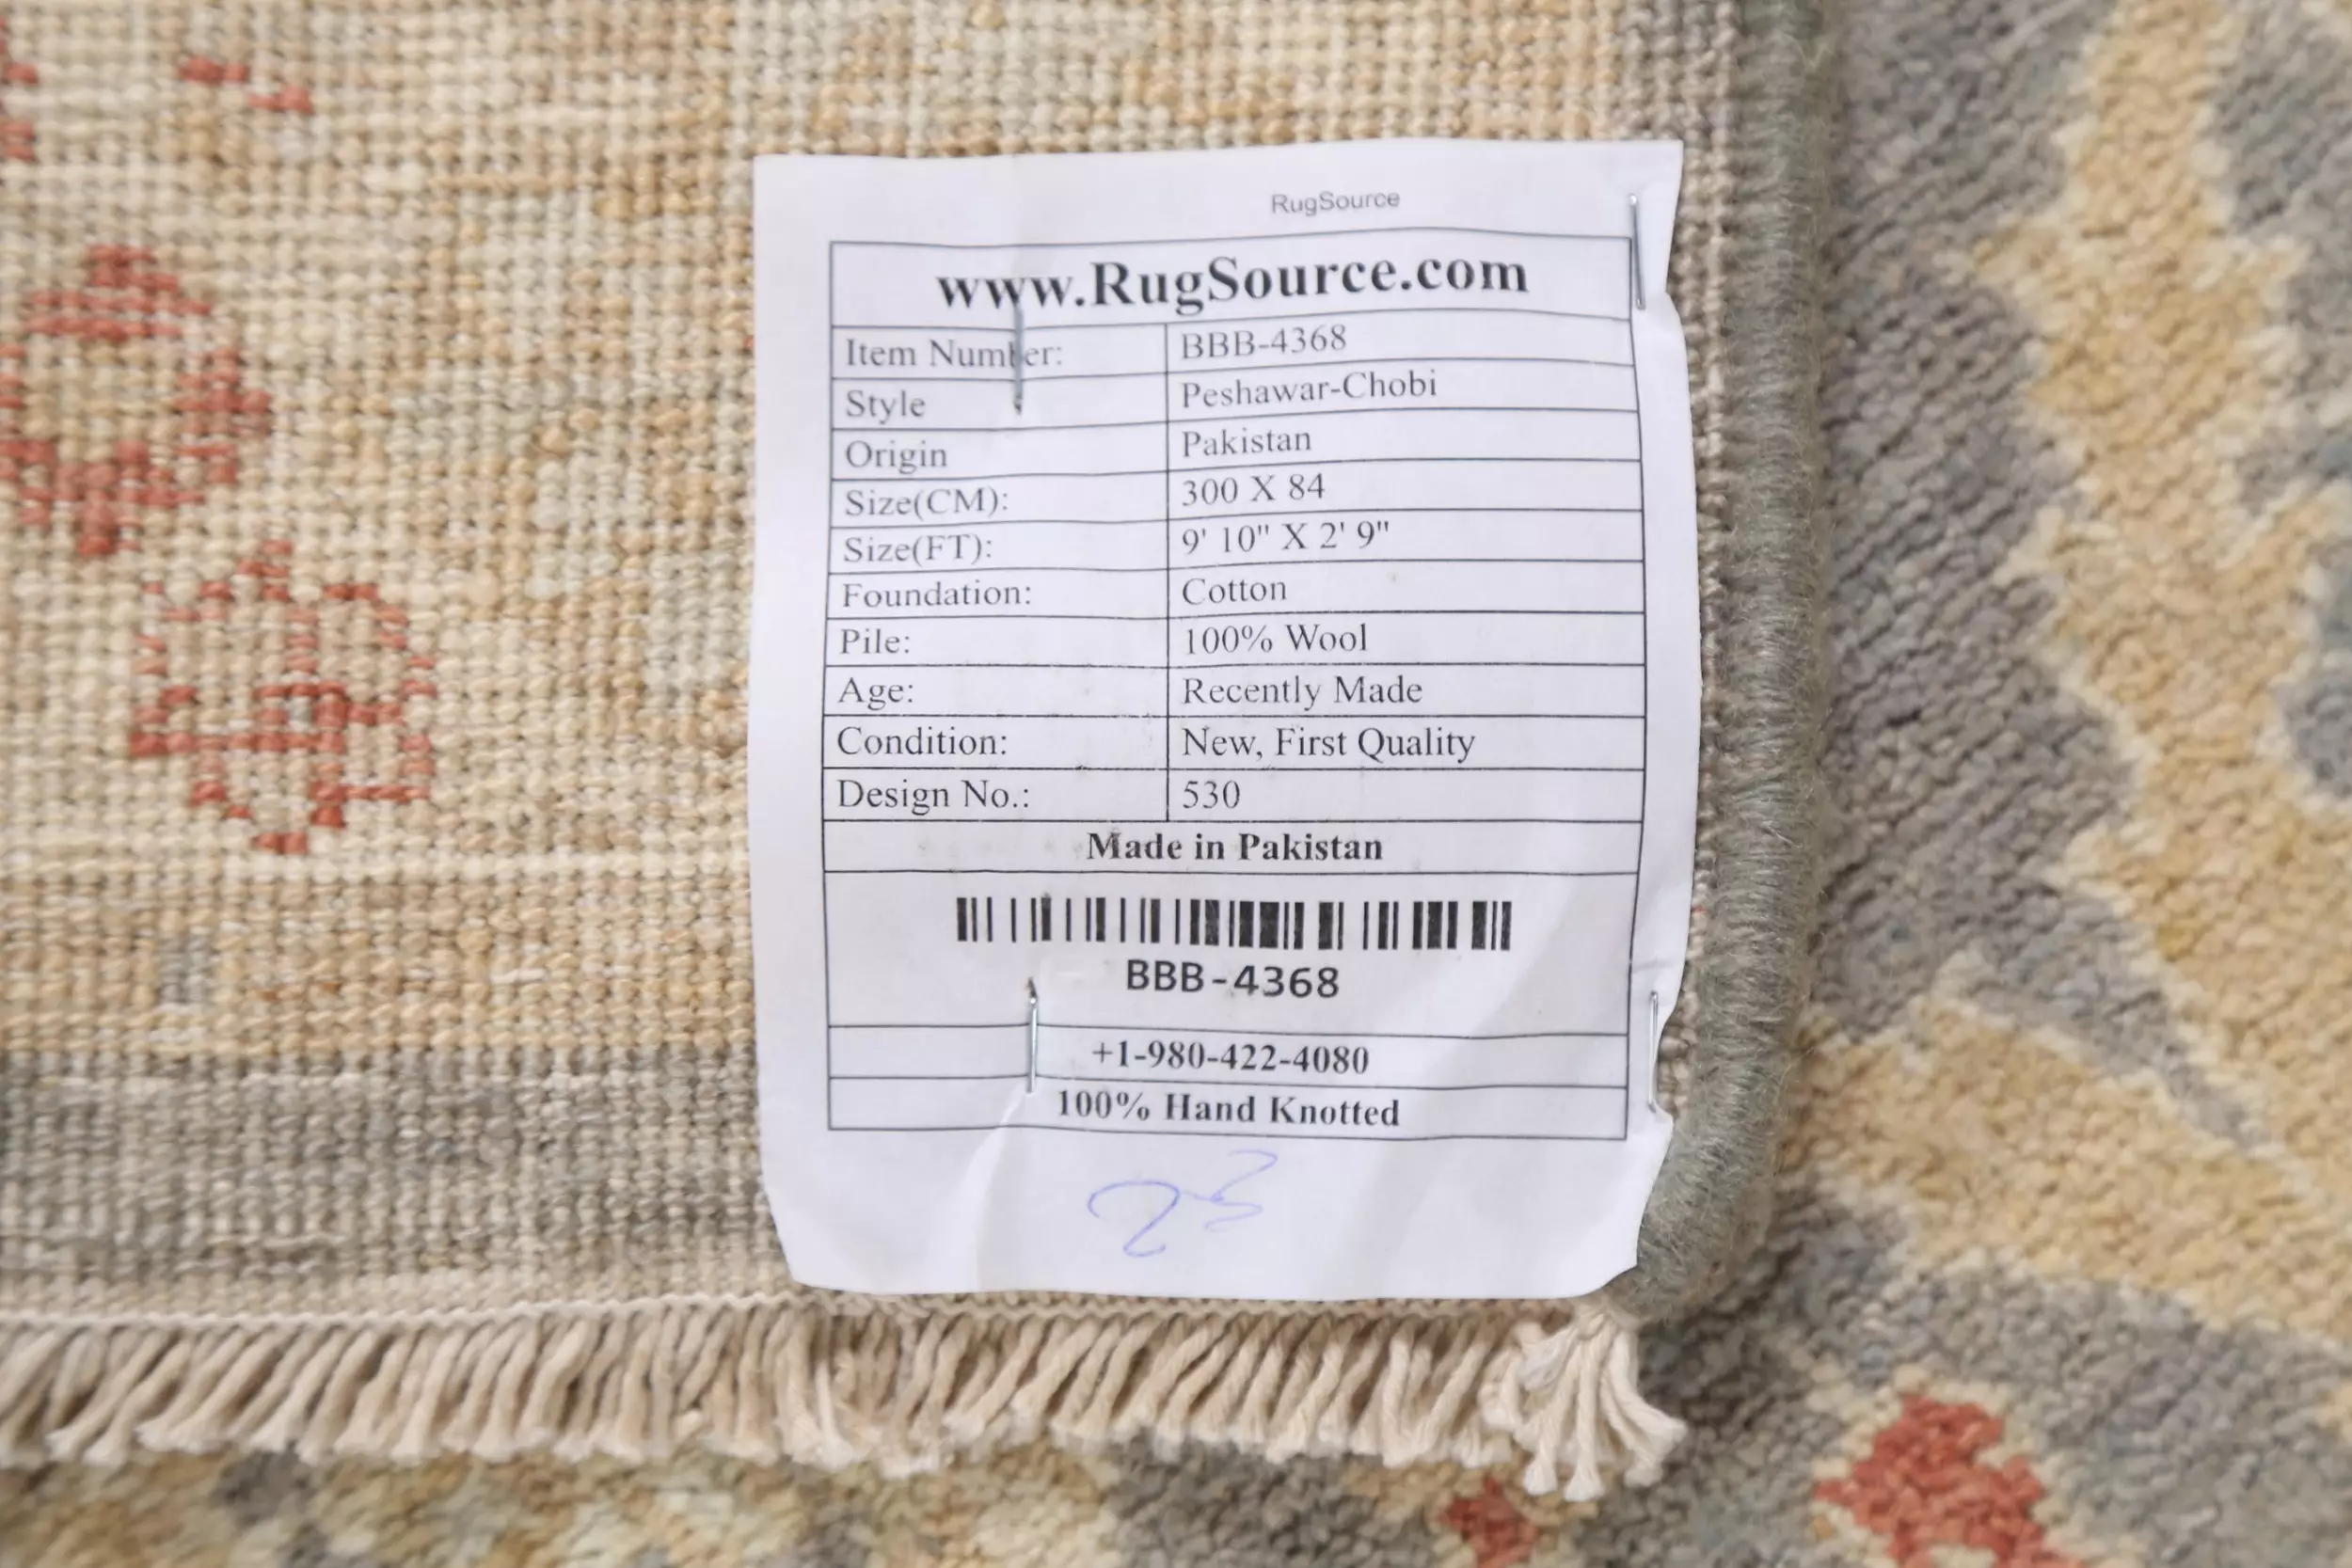 RugSource
www.RugSource.com
Item Number: BBB-4368
Style Peshawar-Chobi
Origin Pakistan
Size(CM): 300 X 84
Size(FT): 9' 10" X 2' 9"
Foundation: Cotton
Pile: 100% Wool
Age: Recently Made
Condition: New, First Quality
Design No.: 530
Made in Pakistan
BBB-4368
+1-980-422-4080
100% Hand Knotted